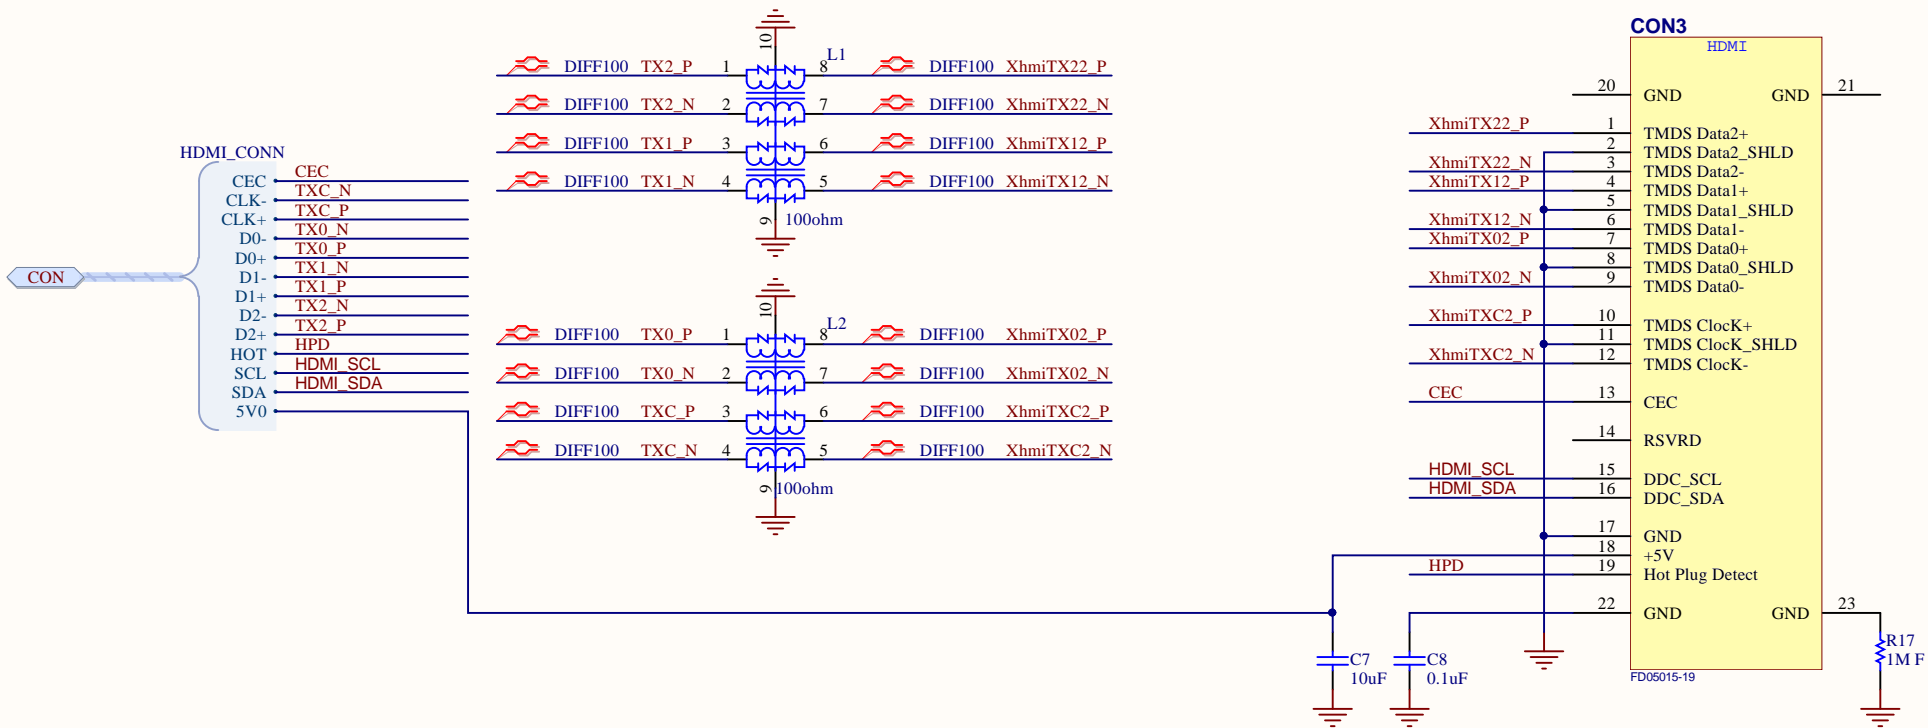 CON
HDMI_CONN
CEC CEC
CLK- TXC_N
CLK+ TXC_P
D0- TX0_N
D0+ TX0_P
D1- TX1_N
D1+ TX1_P
D2- TX2_N
D2+ TX2_P
HOT HPD
SCL HDMI_SCL
SDA HDMI_SDA
5V0
10 L1
DIFF100 TX2_P 1 8 DIFF100 XhmiTX22_P
DIFF100 TX2_N 2 7 DIFF100 XhmiTX22_N
DIFF100 TX1_P 3 6 DIFF100 XhmiTX12_P
DIFF100 TX1_N 4 5 DIFF100 XhmiTX12_N
9 100ohm
10 L2
DIFF100 TX0_P 1 8 DIFF100 XhmiTX02_P
DIFF100 TX0_N 2 7 DIFF100 XhmiTX02_N
DIFF100 TXC_P 3 6 DIFF100 XhmiTXC2_P
DIFF100 TXC_N 4 5 DIFF100 XhmiTXC2_N
9 100ohm
CON3
HDMI
20 GND GND 21
XhmiTX22_P 1 TMDS Data2+
2 TMDS Data2_SHLD
XhmiTX22_N 3 TMDS Data2-
XhmiTX12_P 4 TMDS Data1+
5 TMDS Data1_SHLD
XhmiTX12_N 6 TMDS Data1-
XhmiTX02_P 7 TMDS Data0+
8 TMDS Data0_SHLD
XhmiTX02_N 9 TMDS Data0-
XhmiTXC2_P 10 TMDS ClocK+
11 TMDS ClocK_SHLD
XhmiTXC2_N 12 TMDS ClocK-
CEC 13 CEC
14 RSVRD
HDMI_SCL 15 DDC_SCL
HDMI_SDA 16 DDC_SDA
17 GND
18 +5V
HPD 19 Hot Plug Detect
22 GND GND 23
C7
10uF
C8
0.1uF
R17
1M F
FD05015-19